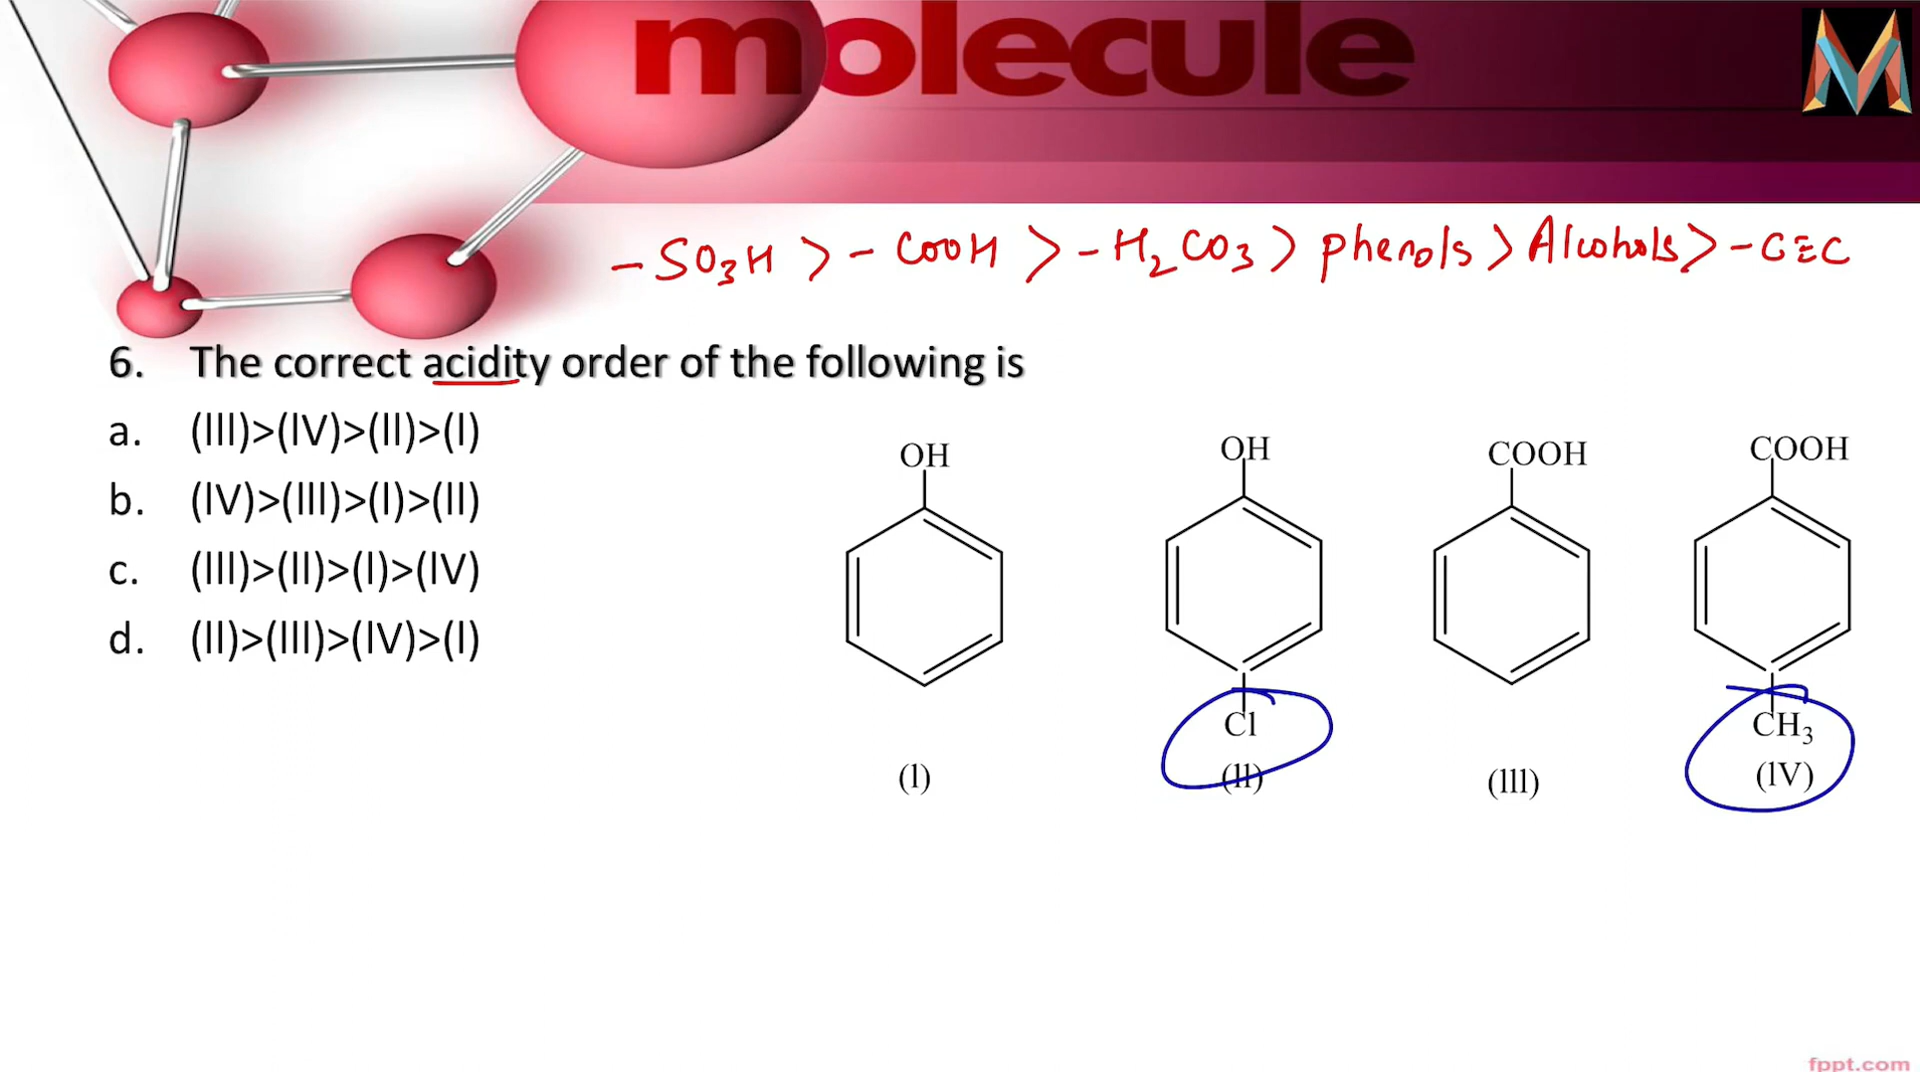 molecule
-SO₃H > -COOH > -H₂CO₃ > phenols > Alcohols > -C≡C
6. The correct acidity order of the following is
a. (III)>(IV)>(II)>(I)
b. (IV)>(III)>(I)>(II)
c. (III)>(II)>(I)>(IV)
d. (II)>(III)>(IV)>(I)
OH OH COOH COOH
Cl CH₃
(I) (II) (III) (IV)
fppt.com